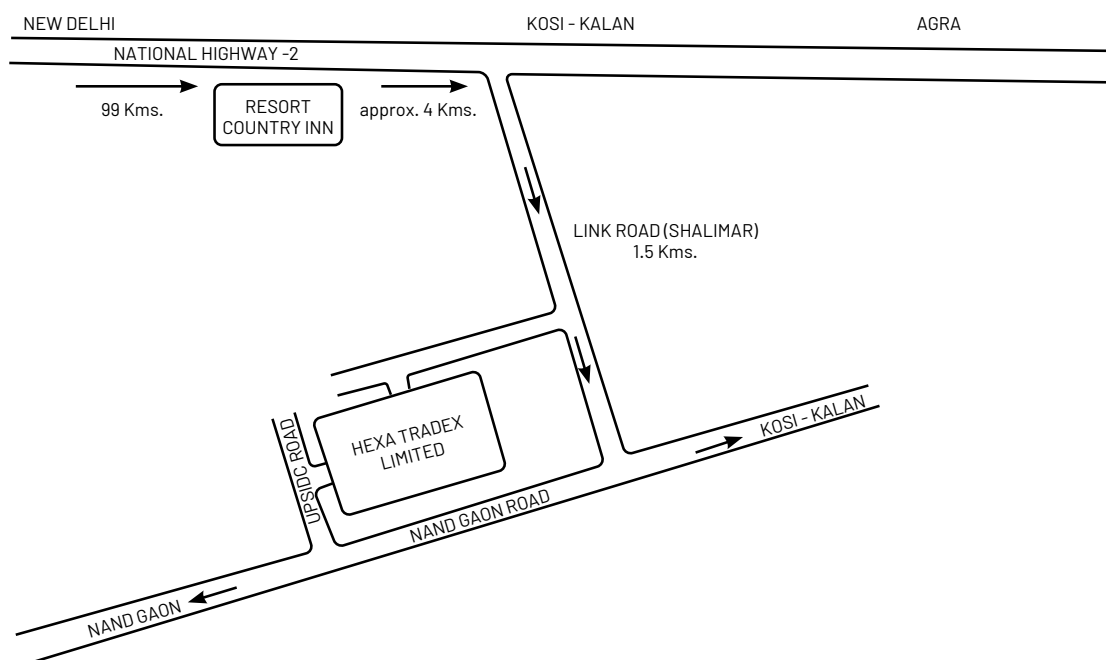 NEW DELHI
KOSI - KALAN
AGRA
NATIONAL HIGHWAY -2
99 Kms.
RESORT
COUNTRY INN
approx. 4 Kms.
LINK ROAD (SHALIMAR)
1.5 Kms.
HEXA TRADEX
LIMITED
UPSIDC ROAD
KOSI - KALAN
NAND GAON ROAD
NAND GAON